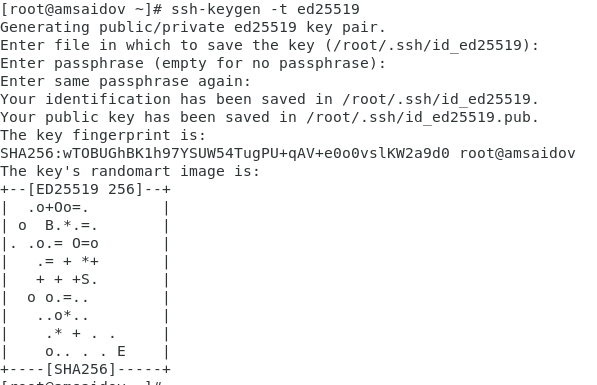 [root@amsaidov ~]# ssh-keygen -t ed25519
Generating public/private ed25519 key pair.
Enter file in which to save the key (/root/.ssh/id_ed25519):
Enter passphrase (empty for no passphrase):
Enter same passphrase again:
Your identification has been saved in /root/.ssh/id_ed25519.
Your public key has been saved in /root/.ssh/id_ed25519.pub.
The key fingerprint is:
SHA256:wTOBUGhBK1h97YSUW54TugPU+qAV+e0o0vslKW2a9d0 root@amsaidov
The key's randomart image is:
+--[ED25519 256]--+
|  .o+Oo=.        |
| o  B.*.=.       |
|. .o.= O=o       |
|   .= + *+       |
|   + + +S.       |
|  o o.=..        |
|   ..o*..        |
|    .* + . .     |
|    o.. . . E    |
+----[SHA256]-----+